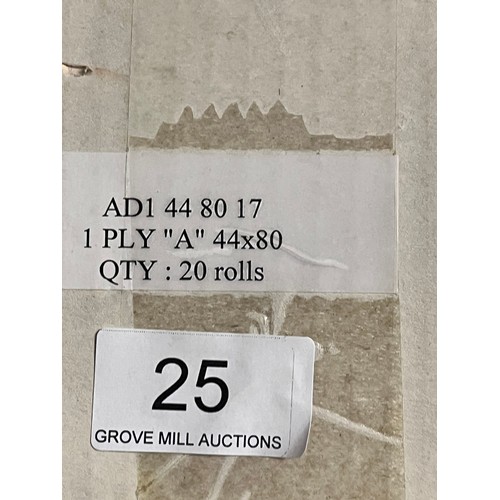 AD1 44 80 17
1 PLY "A" 44x80
QTY : 20 rolls
25
GROVE MILL AUCTIONS